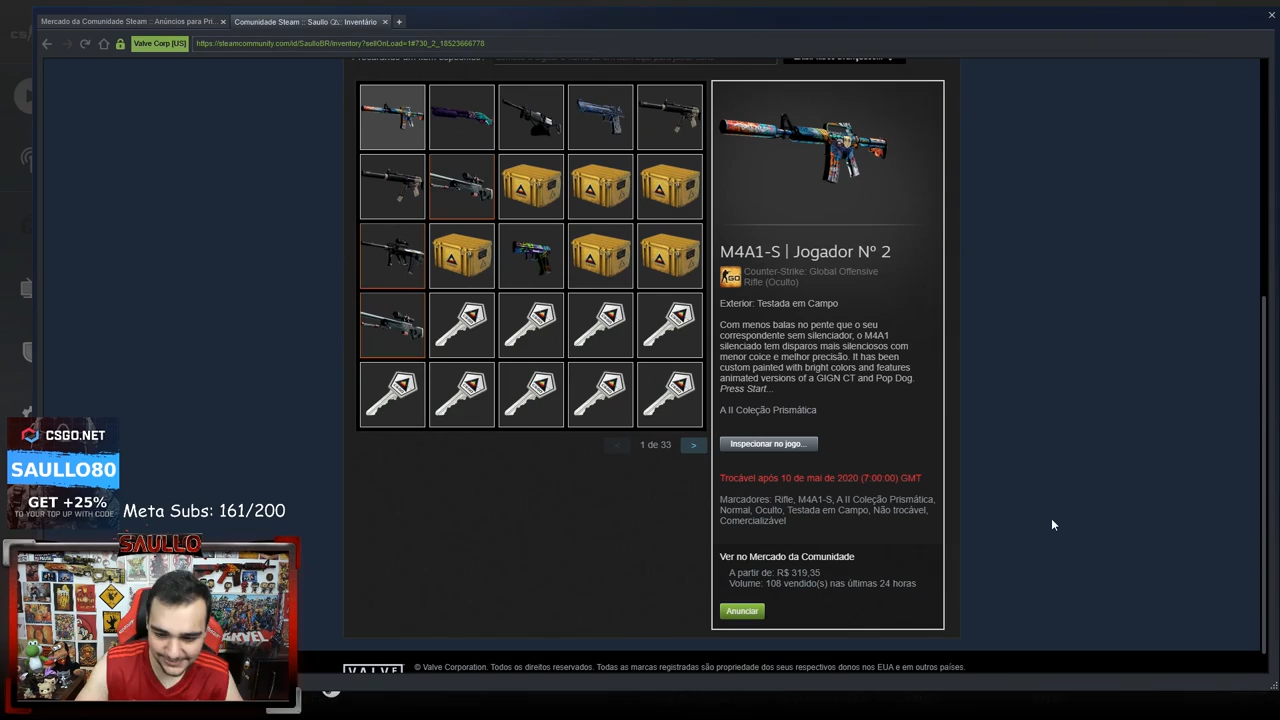 Mercado da Comunidade Steam :: Anúncios para Pri...
Comunidade Steam :: Saullo :: Inventário
Valve Corp [US]
https://steamcommunity.com/id/SaulloBR/inventory?sellOnLoad=1#730_2_18523666778
M4A1-S | Jogador Nº 2
Counter-Strike: Global Offensive
Rifle (Oculto)
Exterior: Testada em Campo
Com menos balas no pente que o seu
correspondente sem silenciador, o M4A1
silenciado tem disparos mais silenciosos com
menor coice e melhor precisão. It has been
custom painted with bright colors and features
animated versions of a GIGN CT and Pop Dog.
Press Start...
A II Coleção Prismática
Inspecionar no jogo...
1 de 33
>
Trocável após 10 de mai de 2020 (7:00:00) GMT
Marcadores: Rifle, M4A1-S, A II Coleção Prismática,
Normal, Oculto, Testada em Campo, Não trocável,
Comercializável
Ver no Mercado da Comunidade
A partir de: R$ 319,35
Volume: 108 vendido(s) nas últimas 24 horas
Anunciar
CSGO.NET
SAULLO80
GET +25%
TO YOUR TOP UP WITH CODE
Meta Subs: 161/200
SAULLO
MARVEL
VALVE
© Valve Corporation. Todos os direitos reservados. Todas as marcas registradas são propriedade dos seus respectivos donos nos EUA e em outros países.